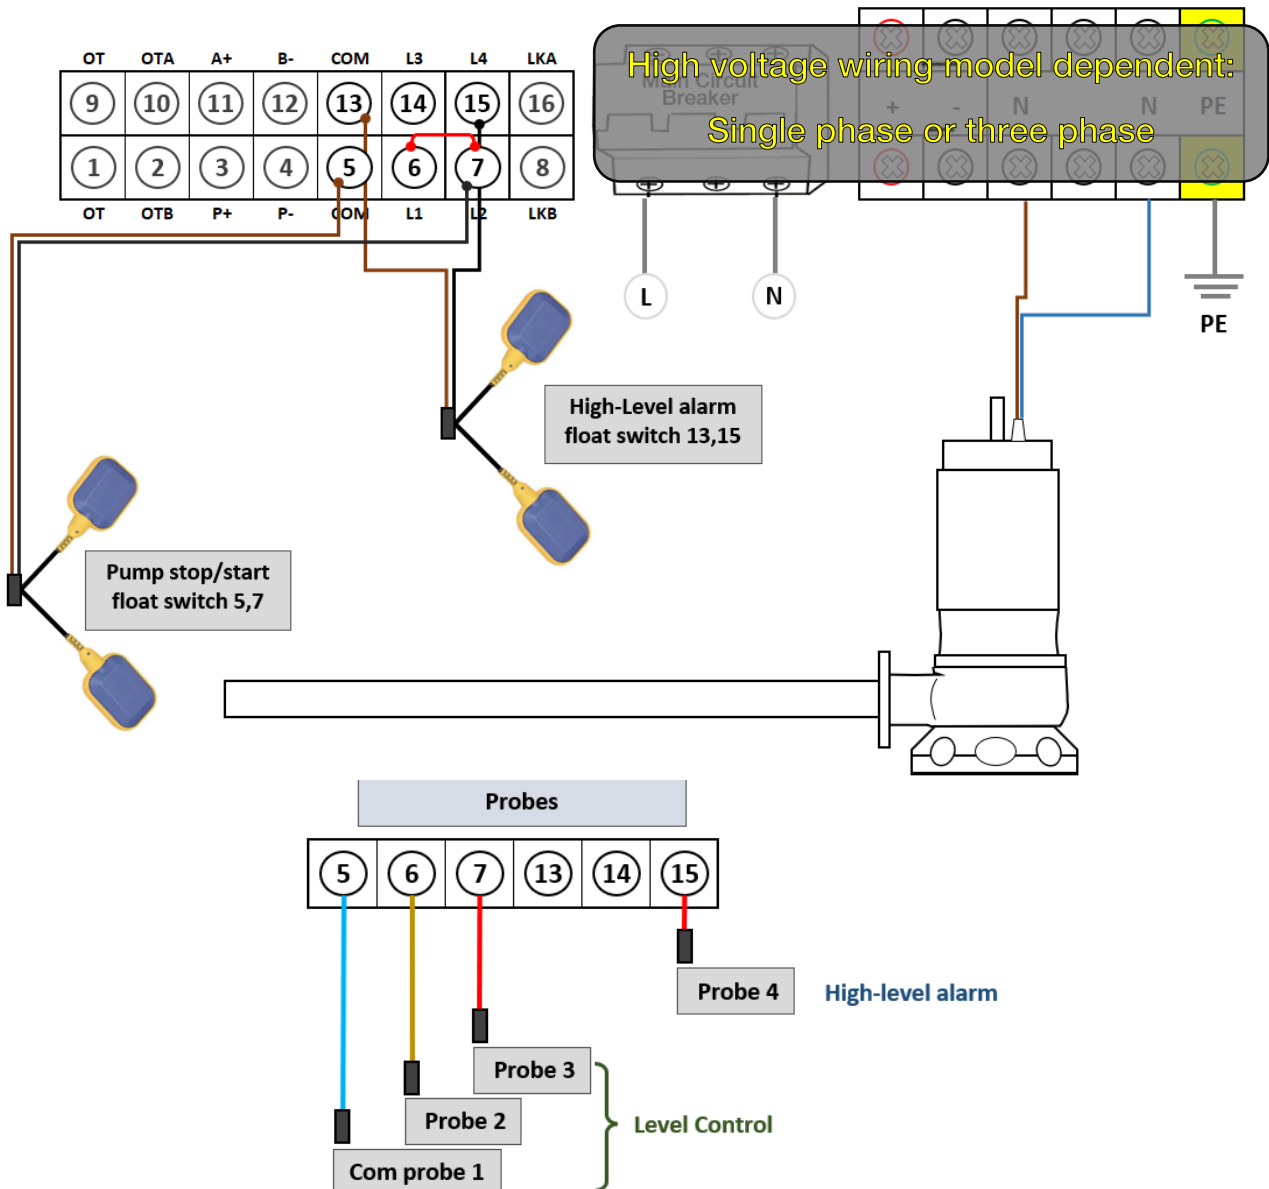 OT OTA A+ B- COM L3 L4 LKA
9 10 11 12 13 14 15 16
1 2 3 4 5 6 7 8
OT OTB P+ P- COM L1 L2 LKB
High voltage wiring model dependent:
Main Circuit
Breaker
+ - N N PE
Single phase or three phase
L N
PE
High-Level alarm
float switch 13,15
Pump stop/start
float switch 5,7
Probes
5 6 7 13 14 15
Probe 4
High-level alarm
Probe 3
Probe 2
Level Control
Com probe 1